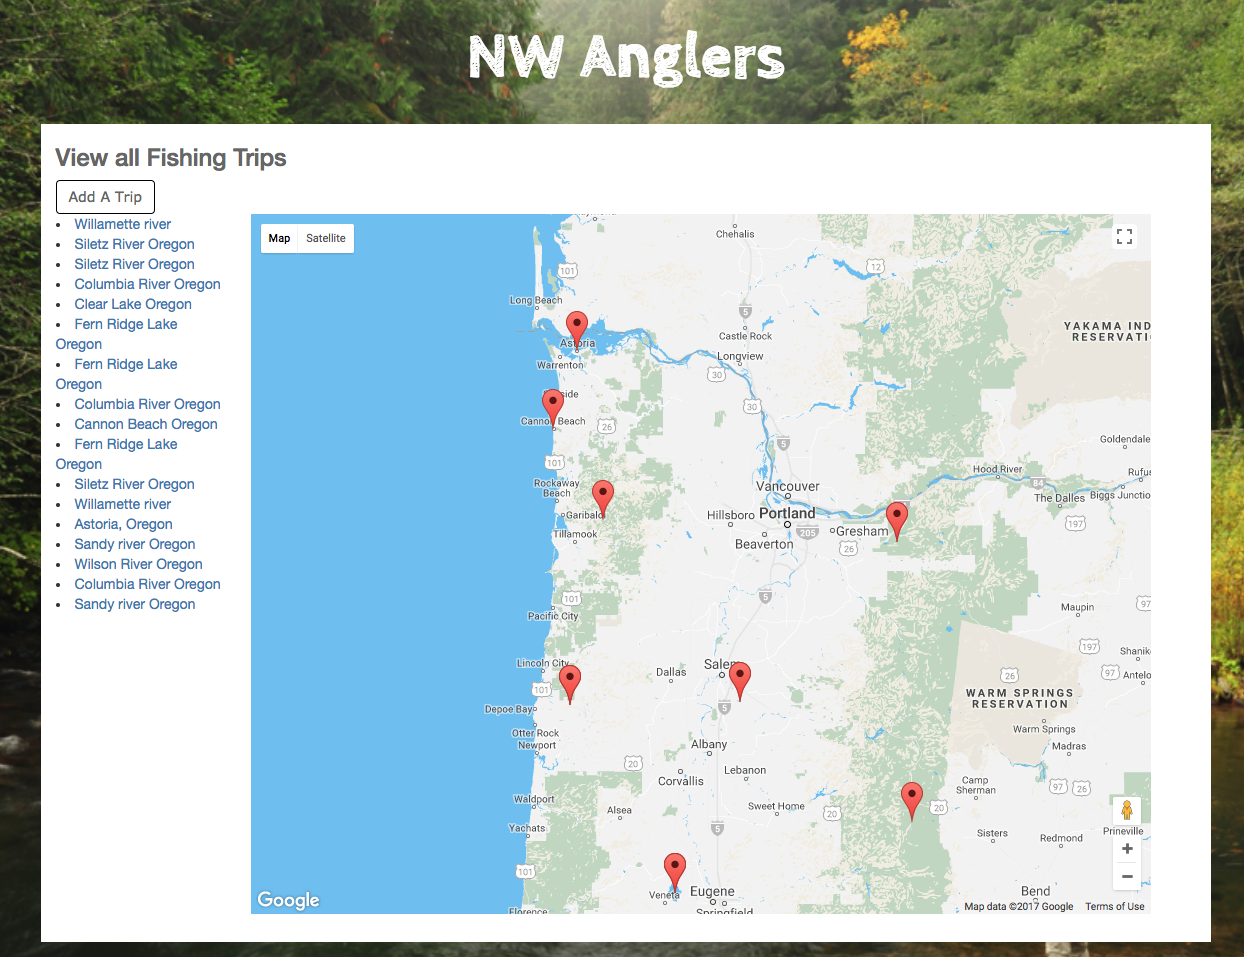 NW Anglers
View all Fishing Trips
Add A Trip
Willamette river
Siletz River Oregon
Siletz River Oregon
Columbia River Oregon
Clear Lake Oregon
Fern Ridge Lake
Oregon
Fern Ridge Lake
Oregon
Columbia River Oregon
Cannon Beach Oregon
Fern Ridge Lake
Oregon
Siletz River Oregon
Willamette river
Astoria, Oregon
Sandy river Oregon
Wilson River Oregon
Columbia River Oregon
Sandy river Oregon
Map Satellite
Chehalis
12
101
Long Beach
5
Castle Rock
YAKAMA IND
RESERVATI
Astoria
Longview
Warrenton
30
30
Cannon Beach
26
5
Goldendale
101
Hood River
Rufu
84
Rockaway
Beach
Vancouver
The Dalles
Biggs Junctio
Hillsboro
Portland
197
Tillamook
205
Gresham
Beaverton
26
101
5
97
Pacific City
Maupin
197
Shanik
Lincoln City
Dallas
Salem
26
97
Antelo
101
WARM SPRINGS
RESERVATION
Depoe Bay
5
Otter Rock
Newport
Warm Springs
Albany
Madras
20
Lebanon
Corvallis
Camp
Sherman
97
26
Waldport
Alsea
Sweet Home
20
20
Yachats
5
Sisters
Redmond
Prineville
101
Veneta
Eugene
Bend
Google
Map data ©2017 Google Terms of Use
Florence
Springfield